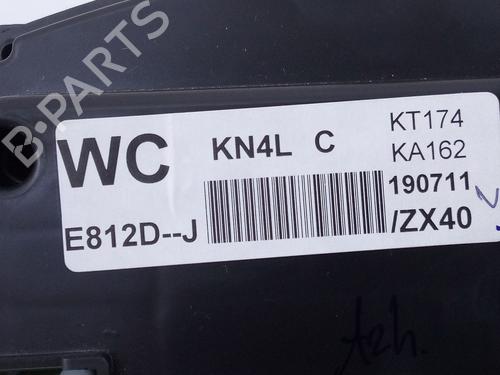 B-PARTS
WC KN4L C KT174
KA162
190711
E812D--J /ZX40